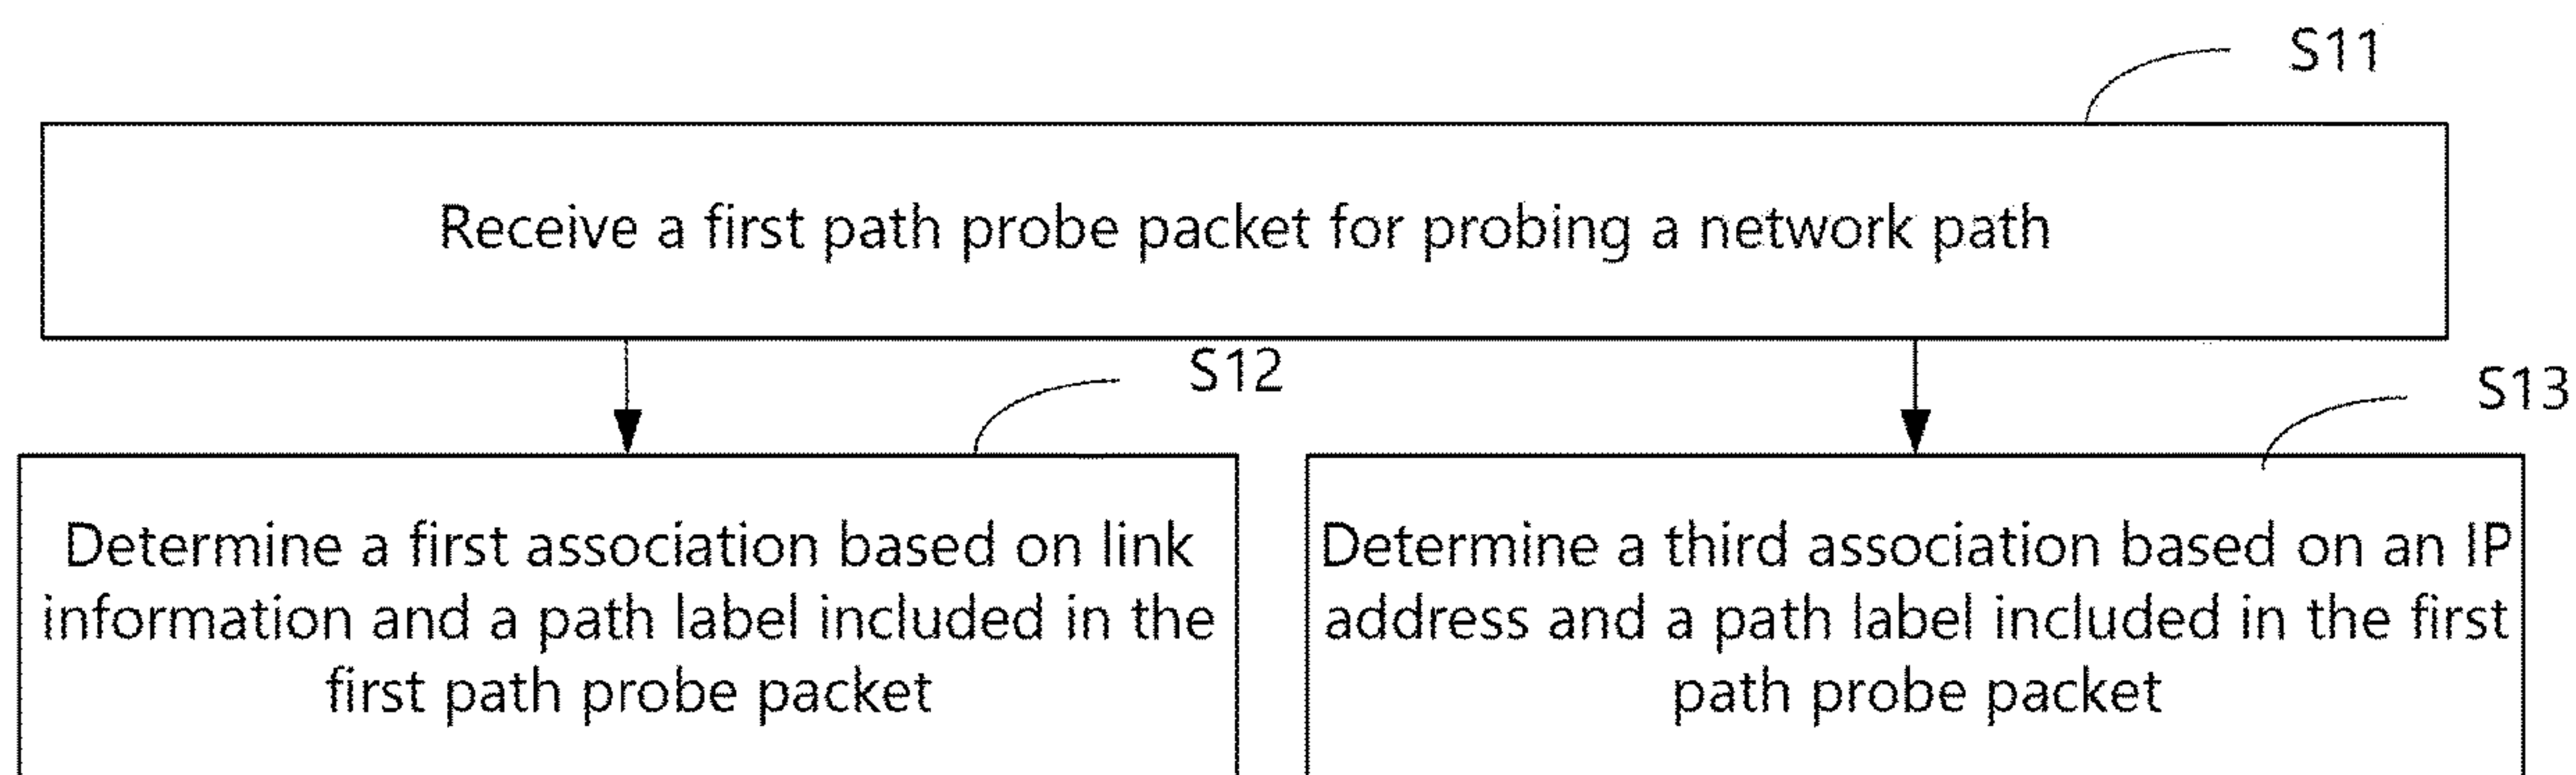 S11
Receive a first path probe packet for probing a network path
S12
S13
Determine a first association based on link
information and a path label included in the
first path probe packet
Determine a third association based on an IP
address and a path label included in the first
path probe packet